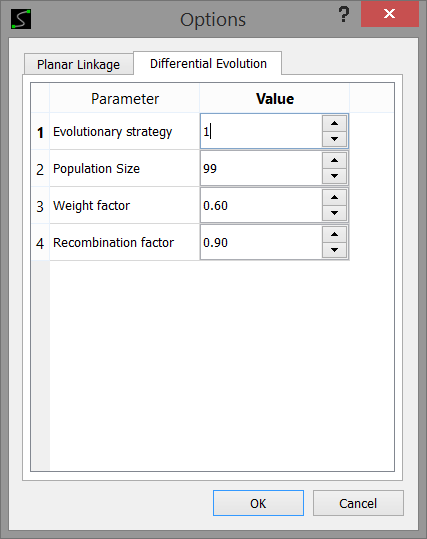 Options
?
Planar Linkage Differential Evolution
Parameter Value
1 Evolutionary strategy 1
2 Population Size 99
3 Weight factor 0.60
4 Recombination factor 0.90
OK Cancel